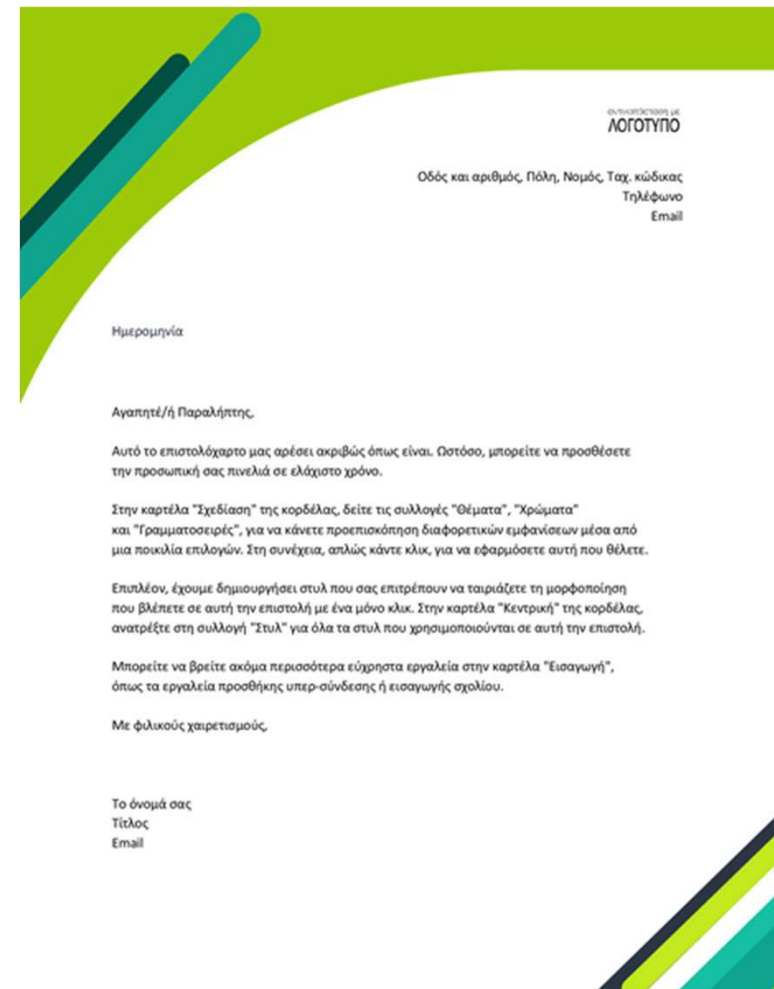 αντικατάσταση με
ΛΟΓΟΤΥΠΟ
Οδός και αριθμός, Πόλη, Νομός, Ταχ. κώδικας
Τηλέφωνο
Email
Ημερομηνία
Αγαπητέ/ή Παραλήπτης,
Αυτό το επιστολόχαρτο μας αρέσει ακριβώς όπως είναι. Ωστόσο, μπορείτε να προσθέσετε
την προσωπική σας πινελιά σε ελάχιστο χρόνο.
Στην καρτέλα "Σχεδίαση" της κορδέλας, δείτε τις συλλογές "Θέματα", "Χρώματα"
και "Γραμματοσειρές", για να κάνετε προεπισκόπηση διαφορετικών εμφανίσεων μέσα από
μια ποικιλία επιλογών. Στη συνέχεια, απλώς κάντε κλικ, για να εφαρμόσετε αυτή που θέλετε.
Επιπλέον, έχουμε δημιουργήσει στυλ που σας επιτρέπουν να ταιριάζετε τη μορφοποίηση
που βλέπετε σε αυτή την επιστολή με ένα μόνο κλικ. Στην καρτέλα "Κεντρική" της κορδέλας,
ανατρέξτε στη συλλογή "Στυλ" για όλα τα στυλ που χρησιμοποιούνται σε αυτή την επιστολή.
Μπορείτε να βρείτε ακόμα περισσότερα εύχρηστα εργαλεία στην καρτέλα "Εισαγωγή",
όπως τα εργαλεία προσθήκης υπερ-σύνδεσης ή εισαγωγής σχολίου.
Με φιλικούς χαιρετισμούς,
Το όνομά σας
Τίτλος
Email